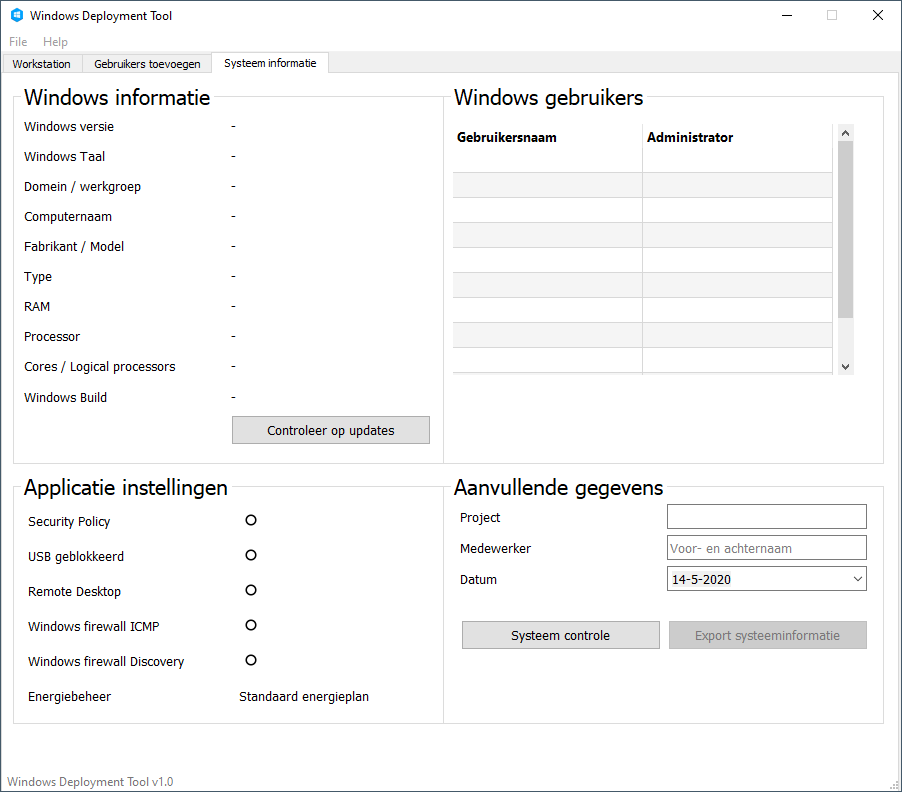 Windows Deployment Tool
File Help
Workstation Gebruikers toevoegen Systeem informatie
Windows informatie
Windows versie -
Windows Taal -
Domein / werkgroep -
Computernaam -
Fabrikant / Model -
Type -
RAM -
Processor -
Cores / Logical processors -
Windows Build -
Controleer op updates
Windows gebruikers
Gebruikersnaam Administrator
Applicatie instellingen
Security Policy
USB geblokkeerd
Remote Desktop
Windows firewall ICMP
Windows firewall Discovery
Energiebeheer Standaard energieplan
Aanvullende gegevens
Project
Medewerker Voor- en achternaam
Datum 14-5-2020
Systeem controle Export systeeminformatie
Windows Deployment Tool v1.0